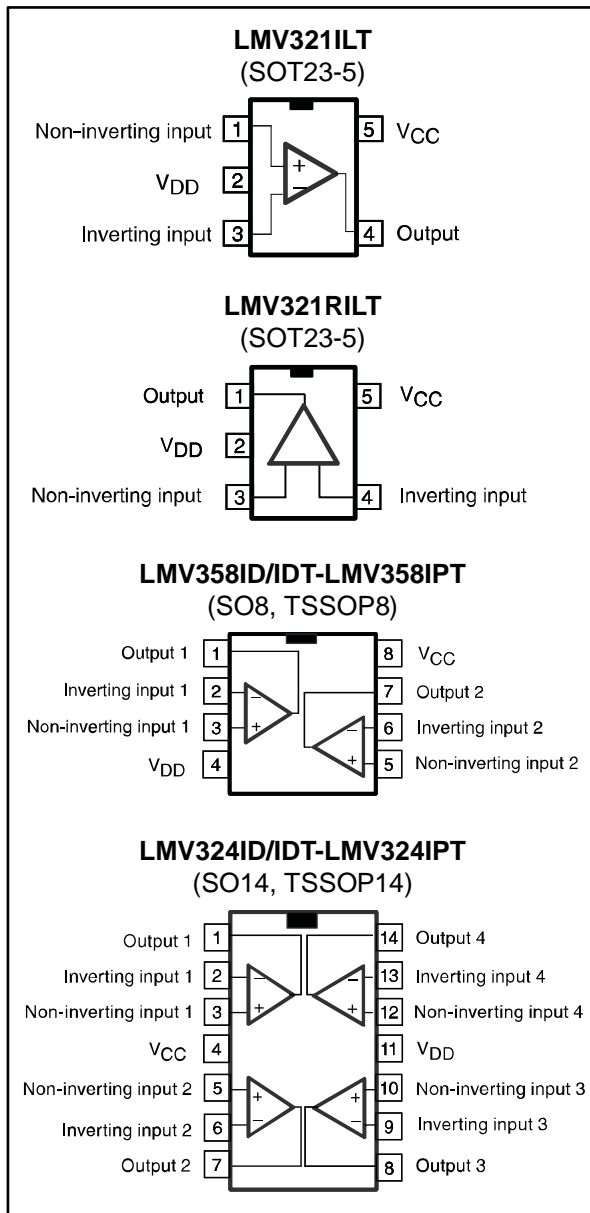 LMV321ILT
(SOT23-5)
Non-inverting input 1
5 VCC
+
VDD 2
−
Inverting input 3
4 Output
LMV321RILT
(SOT23-5)
Output 1
5 VCC
VDD 2
Non-inverting input 3
4 Inverting input
LMV358ID/IDT-LMV358IPT
(SO8, TSSOP8)
Output 1 1
8 VCC
Inverting input 1 2
−
7 Output 2
Non-inverting input 1 3
+
−
6 Inverting input 2
VDD 4
+
5 Non-inverting input 2
LMV324ID/IDT-LMV324IPT
(SO14, TSSOP14)
Output 1 1
14 Output 4
Inverting input 1 2
−
−
13 Inverting input 4
Non-inverting input 1 3
+
+
12 Non-inverting input 4
VCC 4
11 VDD
Non-inverting input 2 5
+
+
10 Non-inverting input 3
Inverting input 2 6
−
−
9 Inverting input 3
Output 2 7
8 Output 3